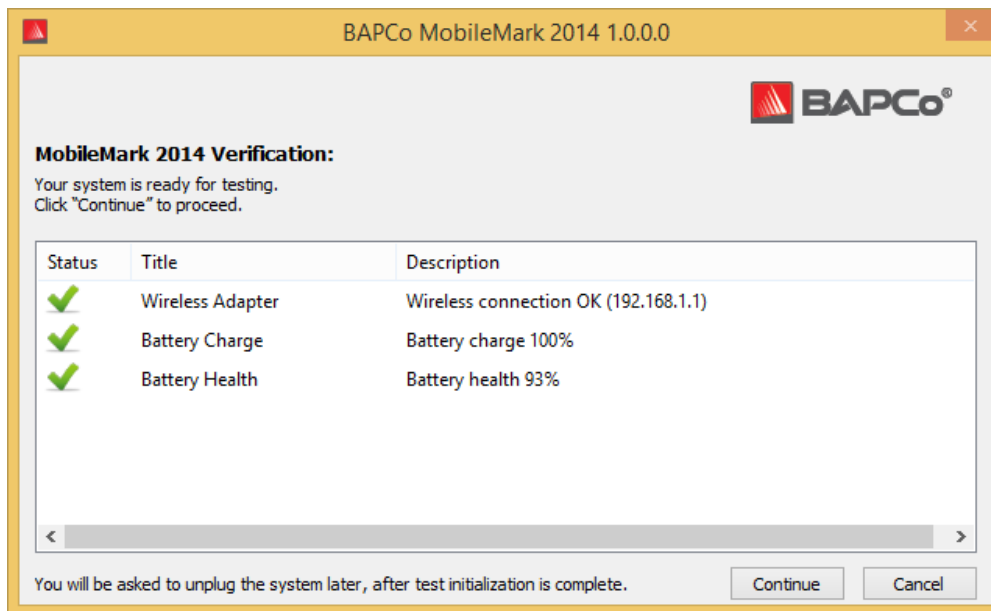 BAPCo MobileMark 2014 1.0.0.0
BAPCo®
MobileMark 2014 Verification:
Your system is ready for testing.
Click "Continue" to proceed.
Status Title Description
Wireless Adapter Wireless connection OK (192.168.1.1)
Battery Charge Battery charge 100%
Battery Health Battery health 93%
You will be asked to unplug the system later, after test initialization is complete. Continue Cancel